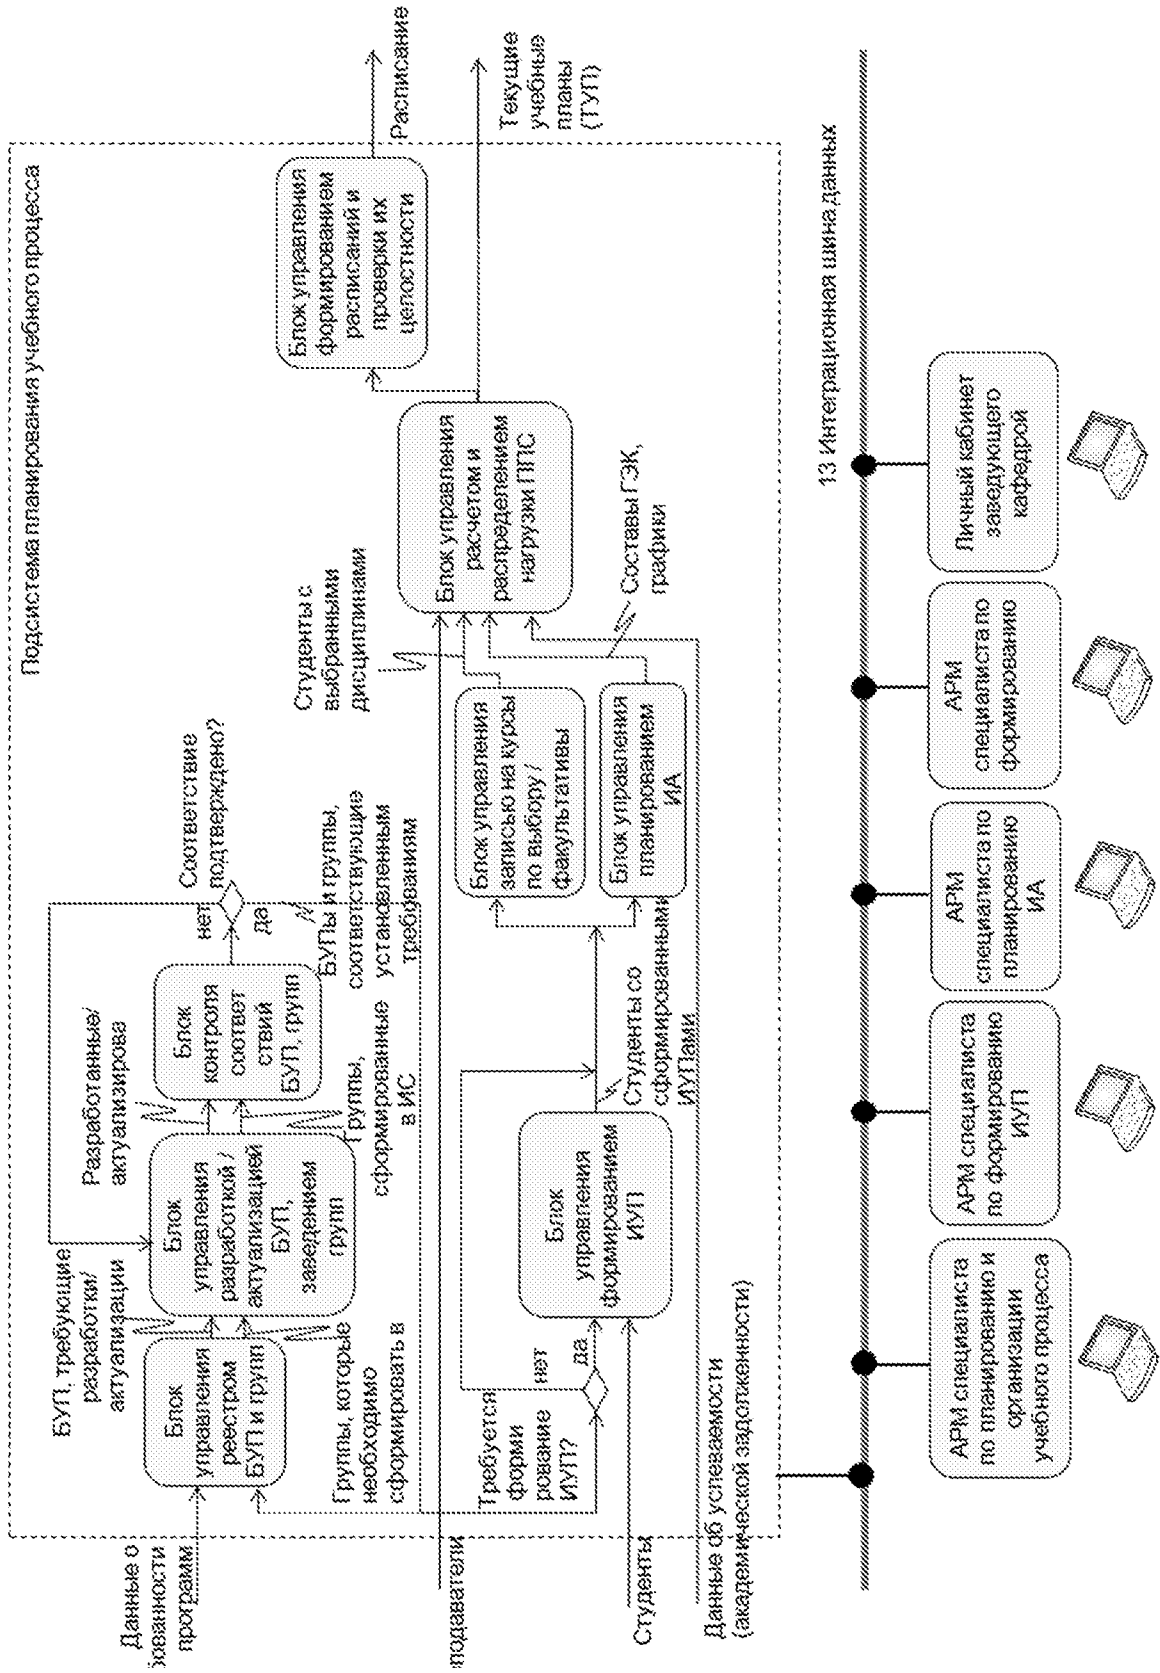 Подсистема планирования учебного процесса
Данные о
бованности
программ
Блок
управления
реестром
БУП и групп
БУП, требующие
разработки/
актуализации
Группы, которые
необходимо
сформировать в
Блок
управления
разработкой /
актуализацией
БУП,
заведением
групп
Разработанные/
актуализирова
Группы,
сформированные
в ИС
Блок
контроля
соответ
ствий
БУП, групп
Соответствие
подтверждено?
нет
да
БУПы и группы,
соответствующие
установленным
требованиям
еподаватели
Студенты
Данные об успеваемости
(академической задолженности)
Требуется
форми
рование
ИУП?
нет
да
Блок
управления
формированием
ИУП
Студенты со
сформированными
ИУПами
Блок управления
записью на курсы
по выбору /
факультативы
Блок управления
планированием
ИА
Студенты с
выбранными
дисциплинами
Составы ГЭК,
графики
Блок управления
расчетом и
распределением
нагрузки ППС
Блок управления
формированием
расписаний и
проверки их
целостности
Расписание
Текущие
учебные
планы
(ТУП)
13 Интеграционная шина данных
АРМ специалиста
по планированию и
организации
учебного процесса
АРМ специалиста
по формированию
ИУП
АРМ
специалиста по
планированию
ИА
АРМ
специалиста по
формированию
Личный кабинет
заведующего
кафедрой